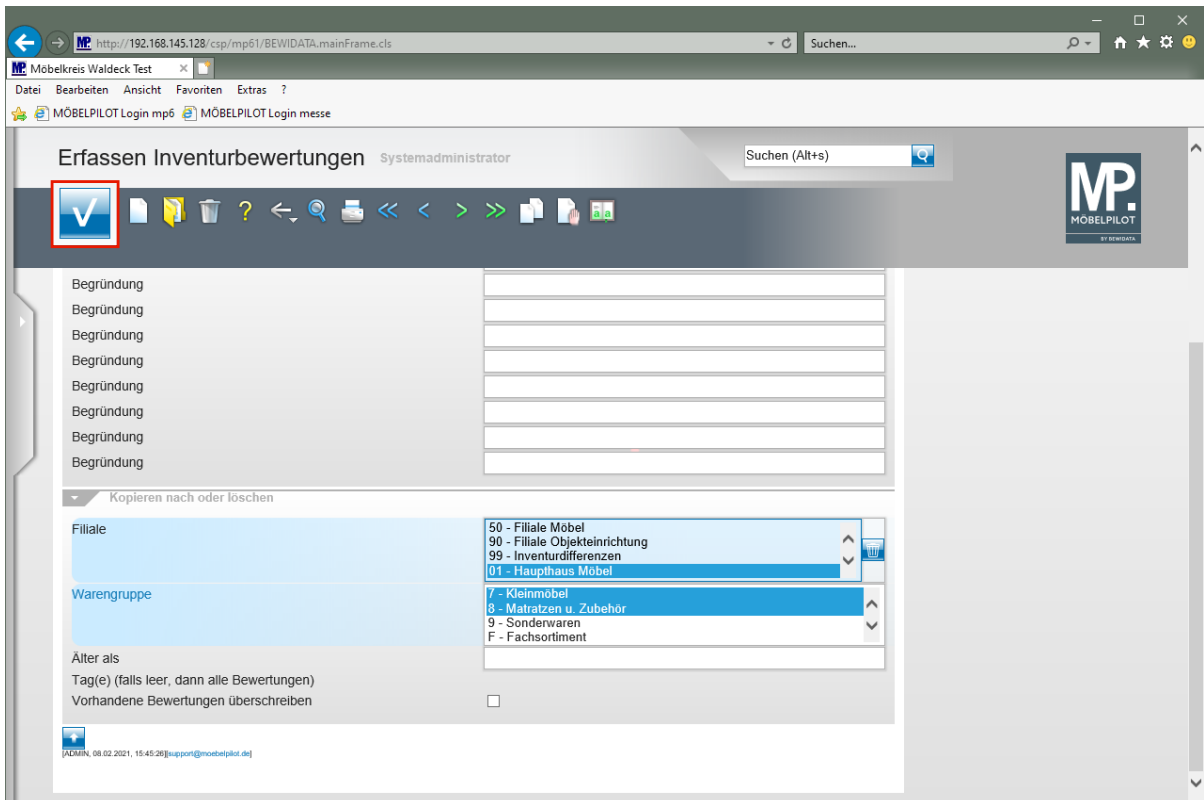 http://192.168.145.128/csp/mp61/BEWIDATA.mainFrame.cls
Suchen...
MP. Möbelkreis Waldeck Test
Datei Bearbeiten Ansicht Favoriten Extras ?
MÖBELPILOT Login mp6 MÖBELPILOT Login messe
Erfassen Inventurbewertungen Systemadministrator
Suchen (Alt+s)
MP.
MÖBELPILOT
BY BEWIDATA
Begründung
Begründung
Begründung
Begründung
Begründung
Begründung
Begründung
Begründung
Kopieren nach oder löschen
Filiale
50 - Filiale Möbel
90 - Filiale Objekteinrichtung
99 - Inventurdifferenzen
01 - Haupthaus Möbel
Warengruppe
7 - Kleinmöbel
8 - Matratzen u. Zubehör
9 - Sonderwaren
F - Fachsortiment
Älter als
Tag(e) (falls leer, dann alle Bewertungen)
Vorhandene Bewertungen überschreiben
[ADMIN, 08.02.2021, 15:45:26][support@moebelpilot.de]